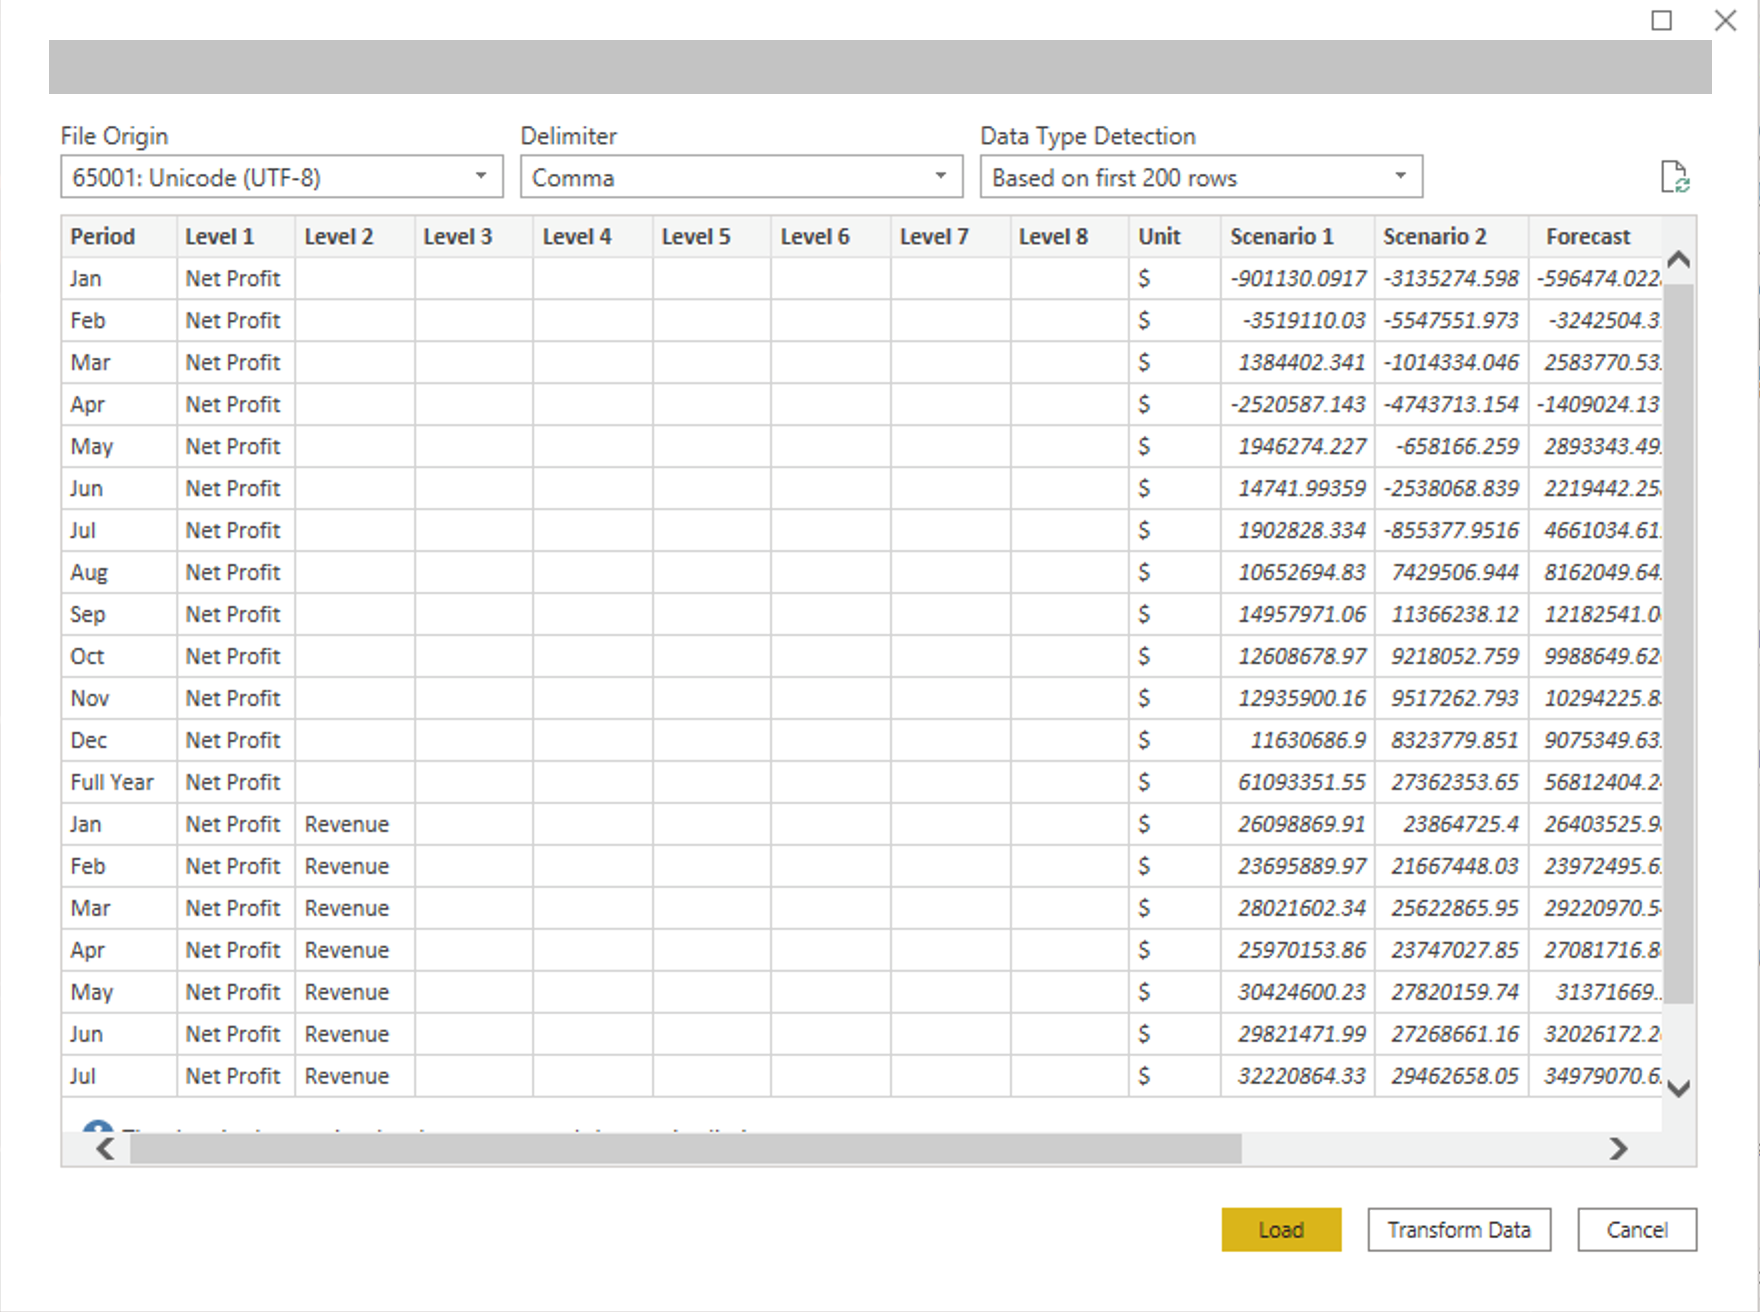 File Origin Delimiter Data Type Detection
65001: Unicode (UTF-8) Comma Based on first 200 rows
Period Level 1 Level 2 Level 3 Level 4 Level 5 Level 6 Level 7 Level 8 Unit Scenario 1 Scenario 2 Forecast
Jan Net Profit $ -901130.0917 -3135274.598 -596474.022
Feb Net Profit $ -3519110.03 -5547551.973 -3242504.3
Mar Net Profit $ 1384402.341 -1014334.046 2583770.53
Apr Net Profit $ -2520587.143 -4743713.154 -1409024.13
May Net Profit $ 1946274.227 -658166.259 2893343.49
Jun Net Profit $ 14741.99359 -2538068.839 2219442.25
Jul Net Profit $ 1902828.334 -855377.9516 4661034.61
Aug Net Profit $ 10652694.83 7429506.944 8162049.64
Sep Net Profit $ 14957971.06 11366238.12 12182541.0
Oct Net Profit $ 12608678.97 9218052.759 9988649.62
Nov Net Profit $ 12935900.16 9517262.793 10294225.8
Dec Net Profit $ 11630686.9 8323779.851 9075349.63
Full Year Net Profit $ 61093351.55 27362353.65 56812404.2
Jan Net Profit Revenue $ 26098869.91 23864725.4 26403525.9
Feb Net Profit Revenue $ 23695889.97 21667448.03 23972495.6
Mar Net Profit Revenue $ 28021602.34 25622865.95 29220970.5
Apr Net Profit Revenue $ 25970153.86 23747027.85 27081716.8
May Net Profit Revenue $ 30424600.23 27820159.74 31371669.
Jun Net Profit Revenue $ 29821471.99 27268661.16 32026172.2
Jul Net Profit Revenue $ 32220864.33 29462658.05 34979070.6
Load Transform Data Cancel